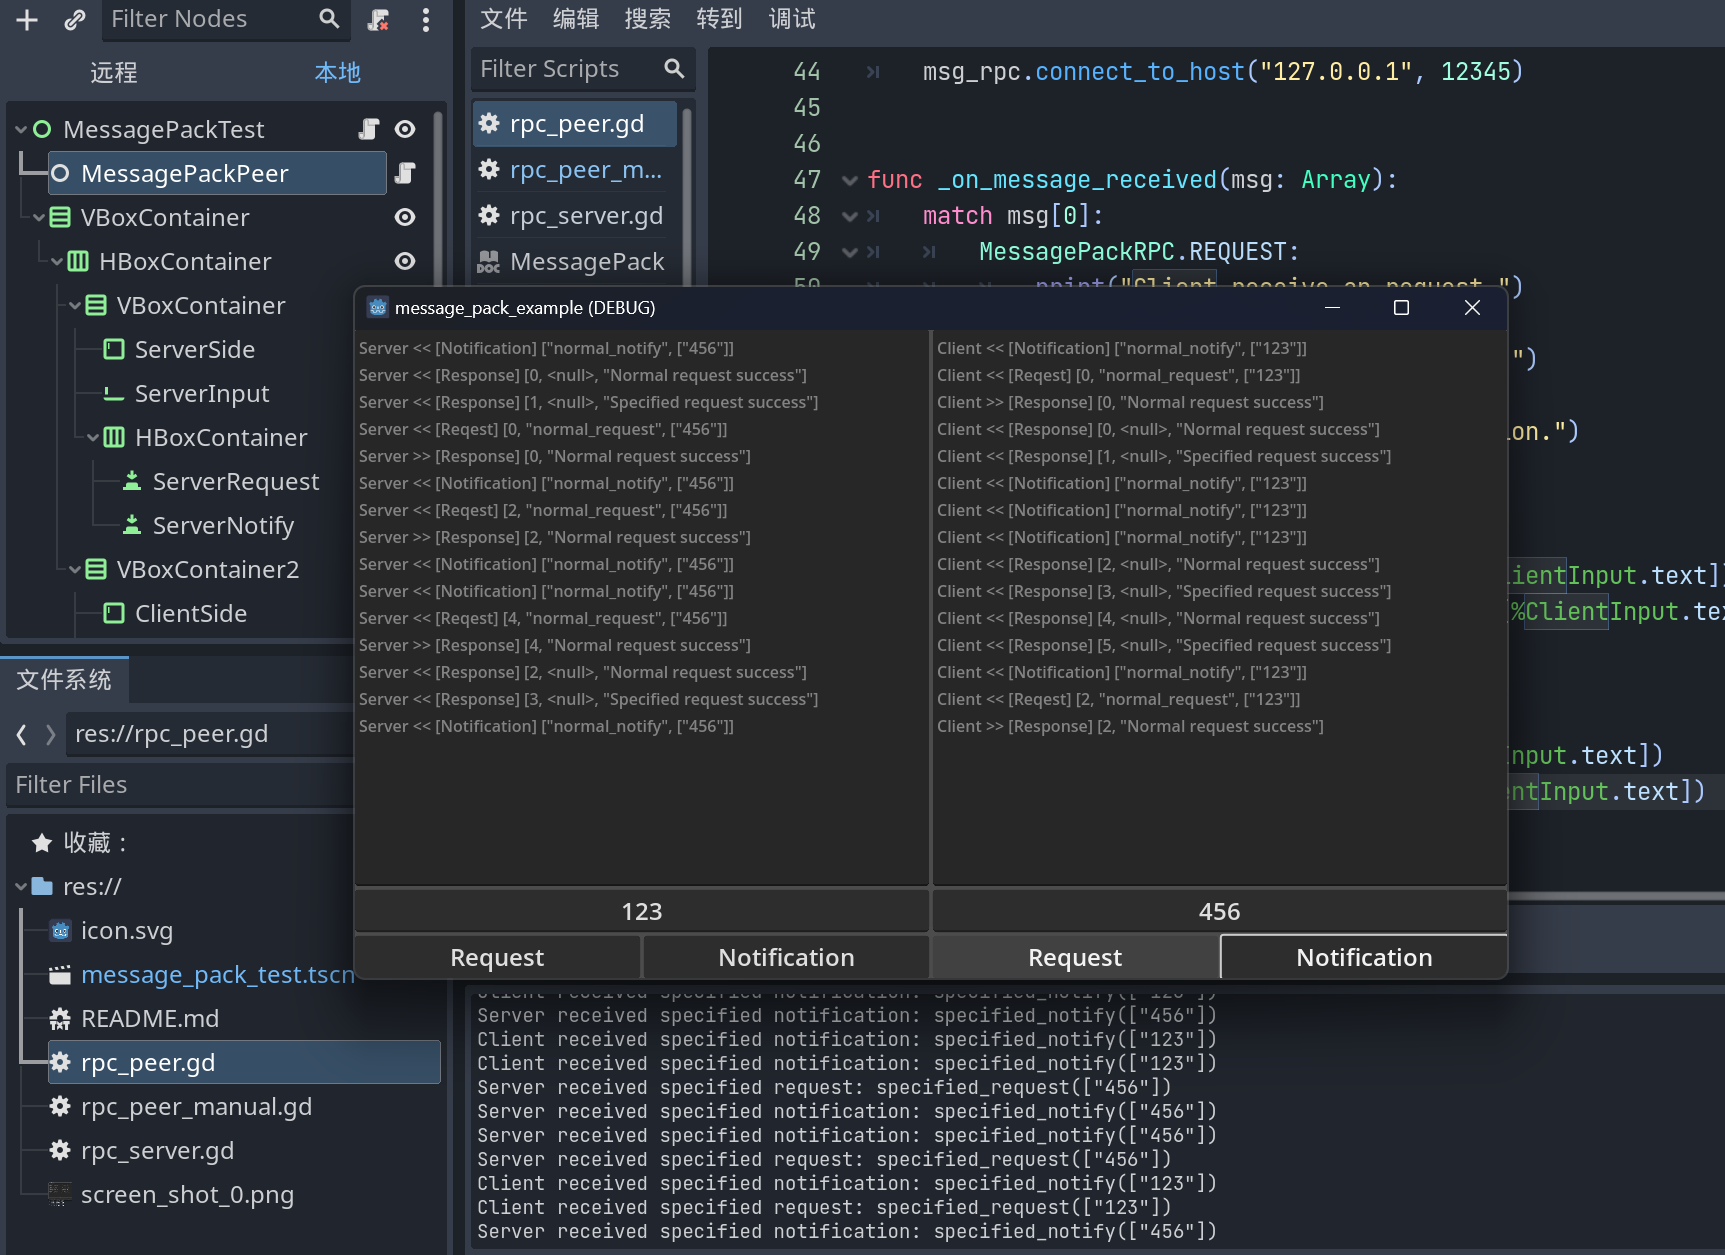 Filter Nodes
远程
本地
MessagePackTest
MessagePackPeer
VBoxContainer
HBoxContainer
VBoxContainer
ServerSide
ServerInput
HBoxContainer
ServerRequest
ServerNotify
VBoxContainer2
ClientSide
文件系统
res://rpc_peer.gd
Filter Files
收藏：
res://
icon.svg
message_pack_test.tscn
README.md
rpc_peer.gd
rpc_peer_manual.gd
rpc_server.gd
screen_shot_0.png
文件 编辑 搜索 转到 调试
Filter Scripts
rpc_peer.gd
rpc_peer_m...
rpc_server.gd
DOC MessagePack
44 msg_rpc.connect_to_host("127.0.0.1", 12345)
45
46
47 func _on_message_received(msg: Array):
48 match msg[0]:
49 MessagePackRPC.REQUEST:
50 print("Client receive an request.")
")
on.")
ientInput.text])
%ClientInput.te
nput.text])
ntInput.text])
message_pack_example (DEBUG)
Server << [Notification] ["normal_notify", ["456"]]
Server << [Response] [0, <null>, "Normal request success"]
Server << [Response] [1, <null>, "Specified request success"]
Server << [Reqest] [0, "normal_request", ["456"]]
Server >> [Response] [0, "Normal request success"]
Server << [Notification] ["normal_notify", ["456"]]
Server << [Reqest] [2, "normal_request", ["456"]]
Server >> [Response] [2, "Normal request success"]
Server << [Notification] ["normal_notify", ["456"]]
Server << [Notification] ["normal_notify", ["456"]]
Server << [Reqest] [4, "normal_request", ["456"]]
Server >> [Response] [4, "Normal request success"]
Server << [Response] [2, <null>, "Normal request success"]
Server << [Response] [3, <null>, "Specified request success"]
Server << [Notification] ["normal_notify", ["456"]]
123
Request
Notification
Client << [Notification] ["normal_notify", ["123"]]
Client << [Reqest] [0, "normal_request", ["123"]]
Client >> [Response] [0, "Normal request success"]
Client << [Response] [0, <null>, "Normal request success"]
Client << [Response] [1, <null>, "Specified request success"]
Client << [Notification] ["normal_notify", ["123"]]
Client << [Notification] ["normal_notify", ["123"]]
Client << [Notification] ["normal_notify", ["123"]]
Client << [Response] [2, <null>, "Normal request success"]
Client << [Response] [3, <null>, "Specified request success"]
Client << [Response] [4, <null>, "Normal request success"]
Client << [Response] [5, <null>, "Specified request success"]
Client << [Notification] ["normal_notify", ["123"]]
Client << [Reqest] [2, "normal_request", ["123"]]
Client >> [Response] [2, "Normal request success"]
456
Request
Notification
Client received specified notification: specified_notify(["123"])
Server received specified notification: specified_notify(["456"])
Client received specified notification: specified_notify(["123"])
Client received specified notification: specified_notify(["123"])
Server received specified request: specified_request(["456"])
Server received specified notification: specified_notify(["456"])
Server received specified notification: specified_notify(["456"])
Server received specified request: specified_request(["456"])
Client received specified notification: specified_notify(["123"])
Client received specified request: specified_request(["123"])
Server received specified notification: specified_notify(["456"])